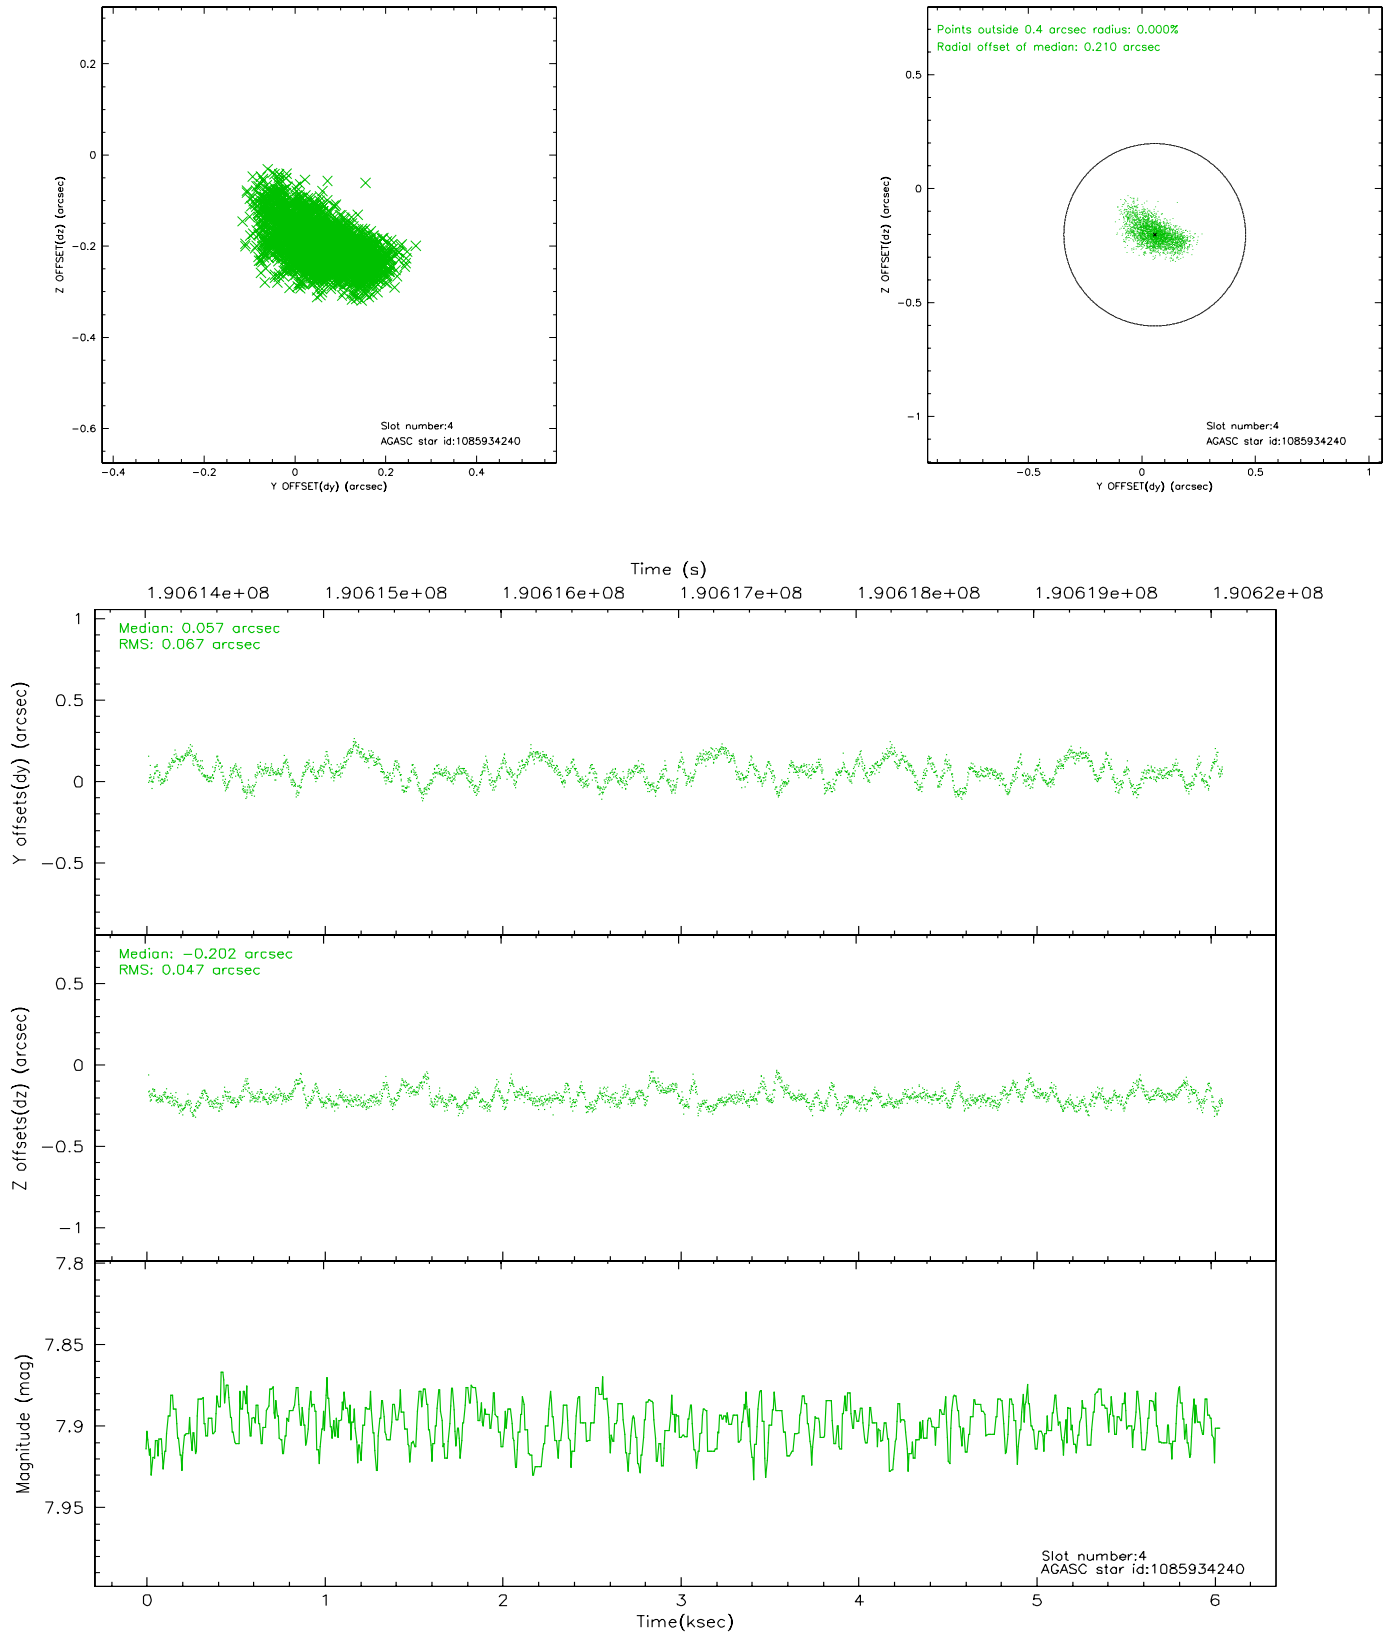 0.2
0
−0.2
−0.4
−0.6
Z OFFSET(dz) (arcsec)
Slot number:4
AGASC star id:1085934240
−0.4
−0.2
0
0.2
0.4
Y OFFSET(dy) (arcsec)
Points outside 0.4 arcsec radius: 0.000%
Radial offset of median: 0.210 arcsec
0.5
0
−0.5
−1
Z OFFSET(dz) (arcsec)
Slot number:4
AGASC star id:1085934240
−0.5
0
0.5
1
Y OFFSET(dy) (arcsec)
Time (s)
1.90614e+08
1.90615e+08
1.90616e+08
1.90617e+08
1.90618e+08
1.90619e+08
1.9062e+08
Median: 0.057 arcsec
RMS: 0.067 arcsec
1
0.5
0
−0.5
Y offsets(dy) (arcsec)
Median: −0.202 arcsec
RMS: 0.047 arcsec
0.5
0
−0.5
−1
Z offsets(dz) (arcsec)
7.8
7.85
7.9
7.95
Magnitude (mag)
Slot number:4
AGASC star id:1085934240
0
1
2
3
4
5
6
Time(ksec)